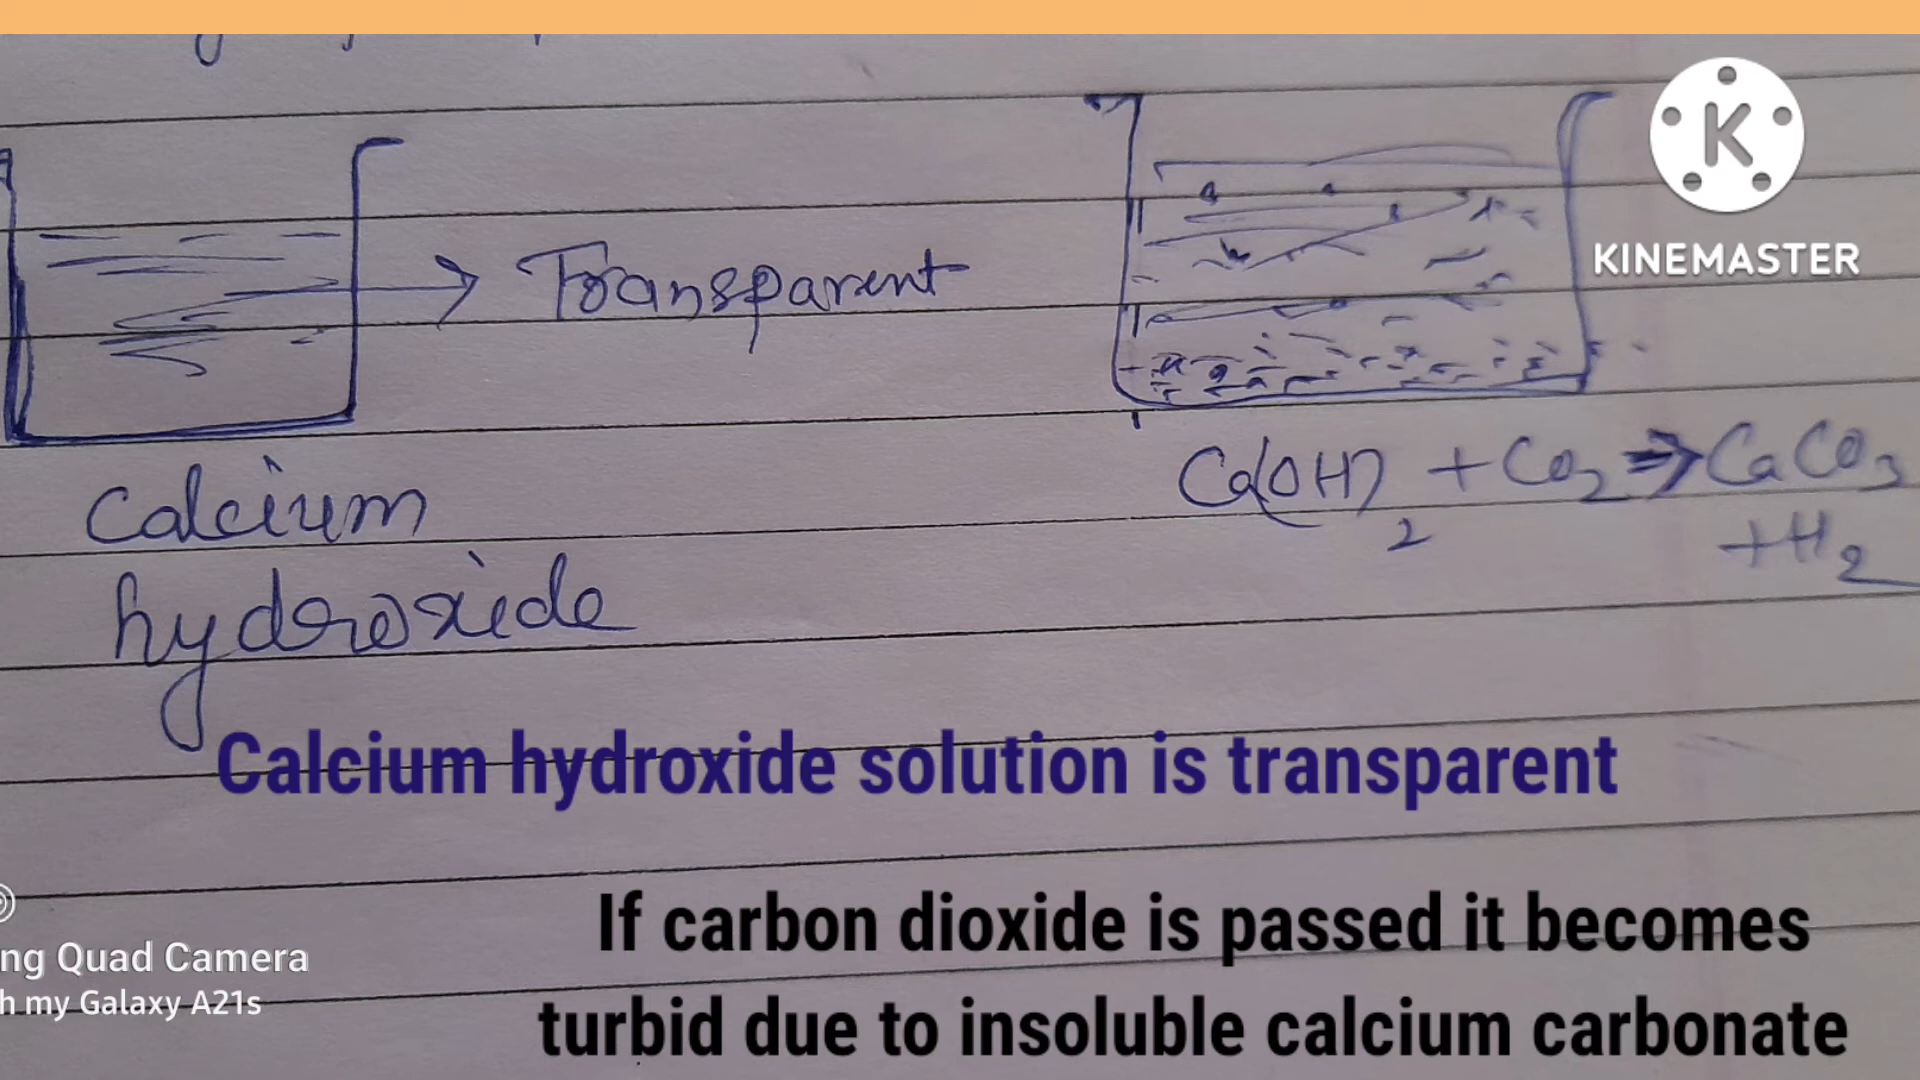 Transparent
KINEMASTER
Ca(OH)2 + CO2 → CaCO3
+ H2
Calcium
hydroxide
Calcium hydroxide solution is transparent
If carbon dioxide is passed it becomes
turbid due to insoluble calcium carbonate
ng Quad Camera
h my Galaxy A21s